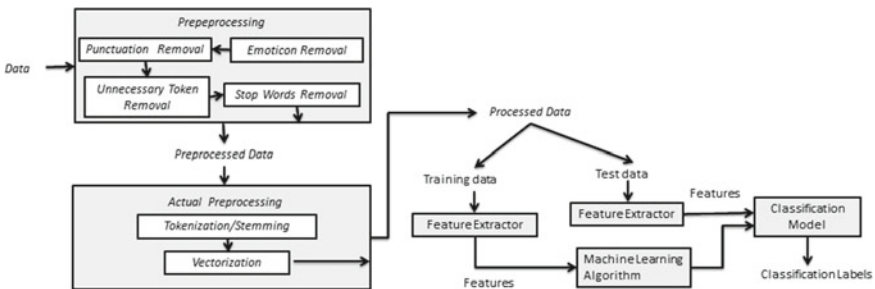 Prepeprocessing
Punctuation Removal
Emoticon Removal
Data
Unnecessary Token
Removal
Stop Words Removal
Preprocessed Data
Actual Preprocessing
Tokenization/Stemming
Vectorization
Processed Data
Training data
Test data
Feature Extractor
Feature Extractor
Features
Classification
Model
Features
Machine Learning
Algorithm
Classification Labels